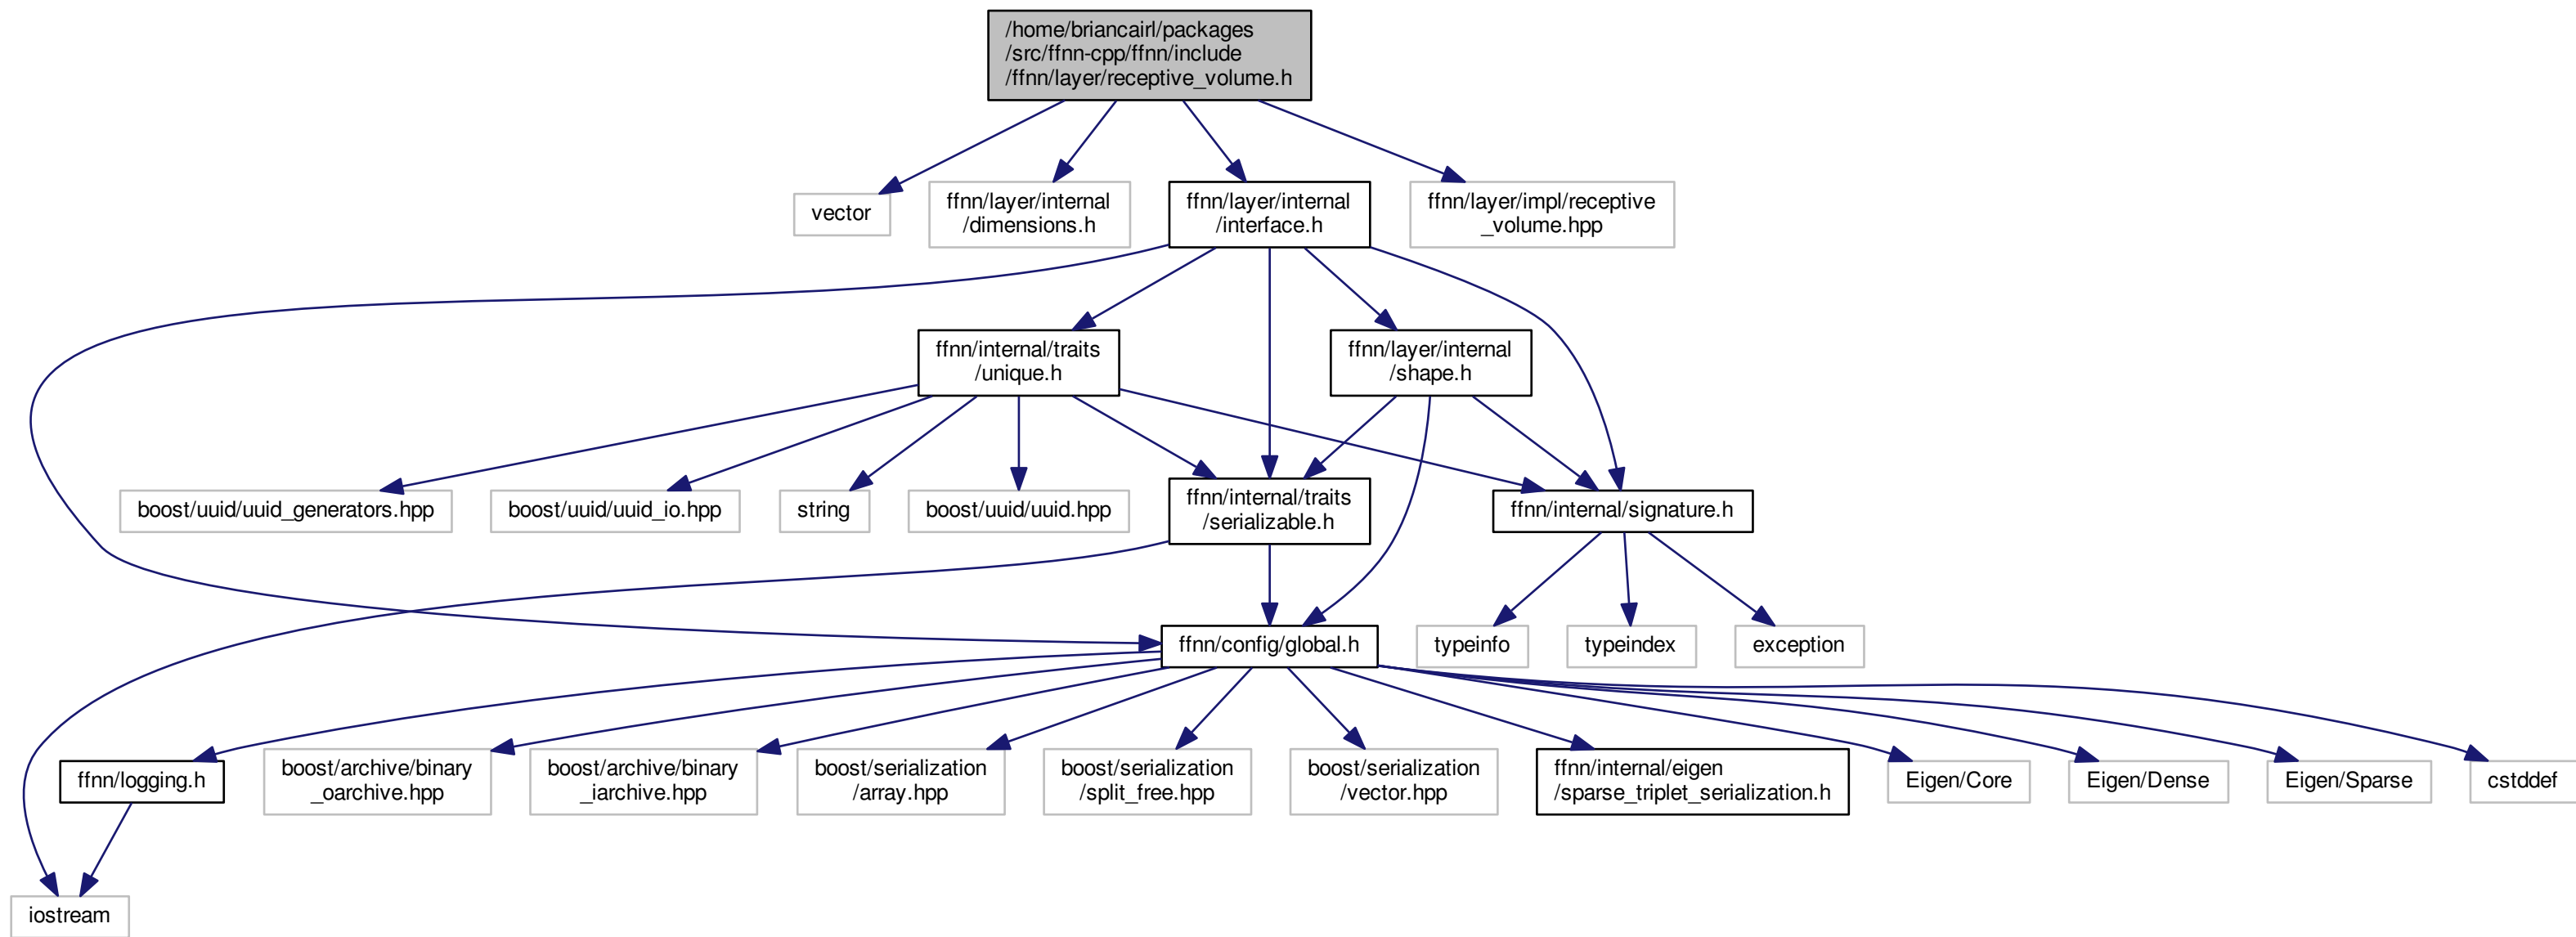 /home/briancairl/packages
/src/ffnn-cpp/ffnn/include
/ffnn/layer/receptive_volume.h
vector
ffnn/layer/internal
/dimensions.h
ffnn/layer/internal
/interface.h
ffnn/layer/impl/receptive
_volume.hpp
ffnn/internal/traits
/unique.h
ffnn/layer/internal
/shape.h
boost/uuid/uuid_generators.hpp
boost/uuid/uuid_io.hpp
string
boost/uuid/uuid.hpp
ffnn/internal/traits
/serializable.h
ffnn/internal/signature.h
ffnn/config/global.h
typeinfo
typeindex
exception
ffnn/logging.h
boost/archive/binary
_oarchive.hpp
boost/archive/binary
_iarchive.hpp
boost/serialization
/array.hpp
boost/serialization
/split_free.hpp
boost/serialization
/vector.hpp
ffnn/internal/eigen
/sparse_triplet_serialization.h
Eigen/Core
Eigen/Dense
Eigen/Sparse
cstddef
iostream